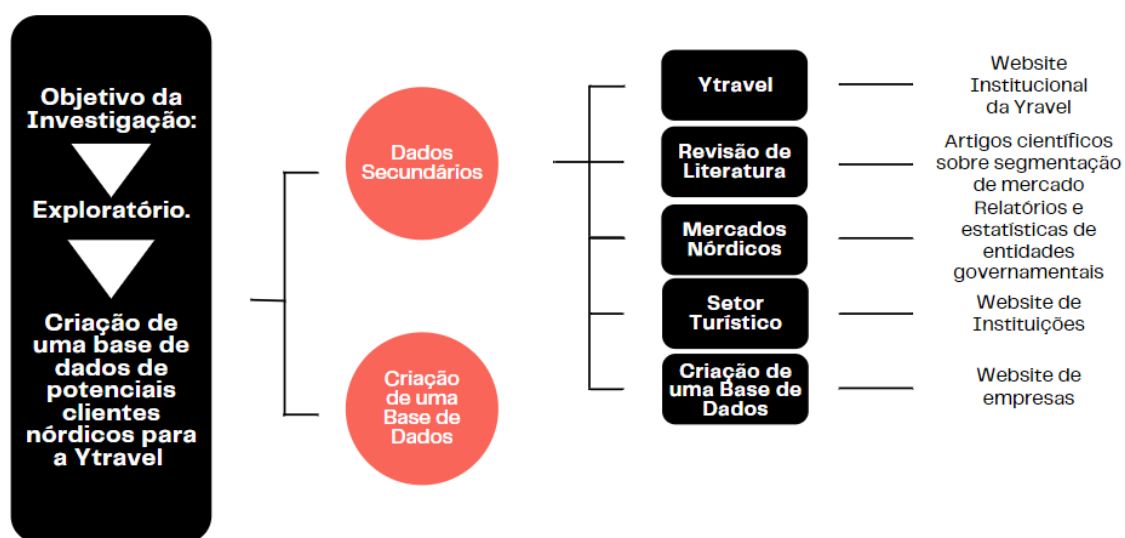 Objetivo da
Investigação:
Exploratório.
Criação de
uma base de
dados de
potenciais
clientes
nórdicos para
a Ytravel
Dados
Secundários
Criação
de uma
Base de
Dados
Ytravel
Website
Institucional
da Yravel
Revisão de
Literatura
Artigos científicos
sobre segmentação
de mercado
Mercados
Nórdicos
Relatórios e
estatísticas de
entidades
governamentais
Setor
Turístico
Website de
Instituições
Criação de
uma Base de
Dados
Website de
empresas